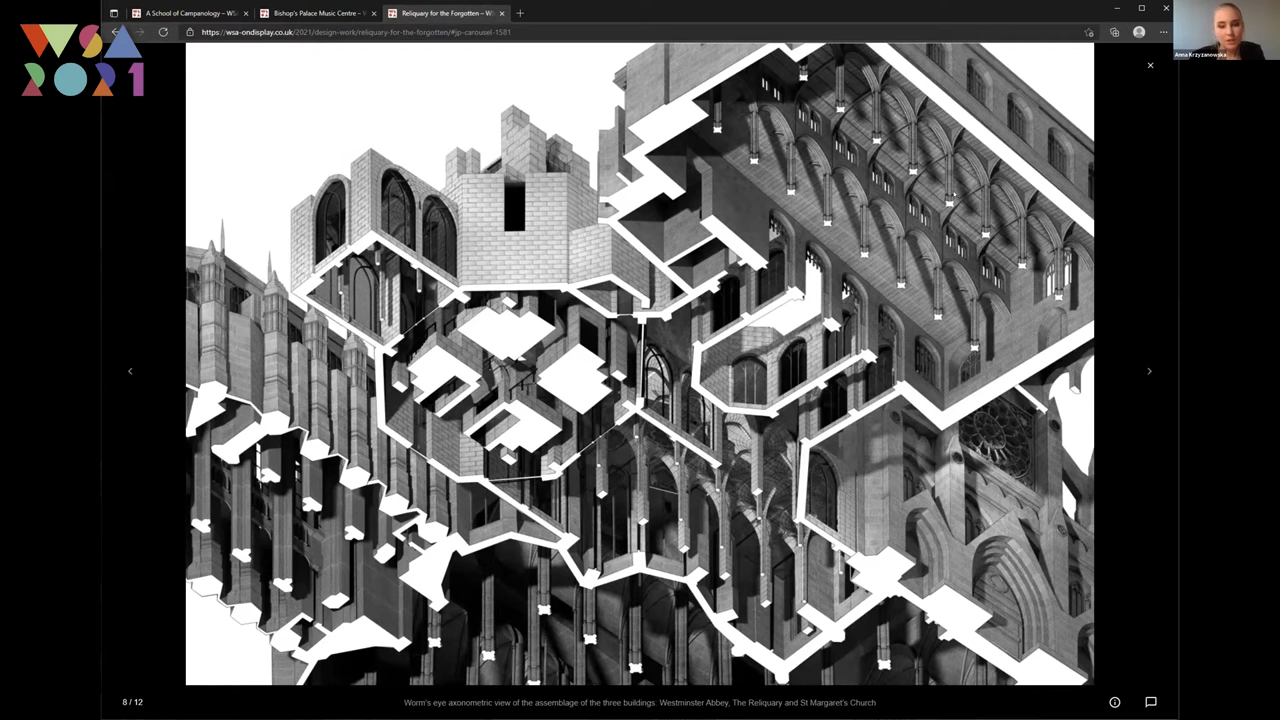 A School of Campanology – WSA
Bishop's Palace Music Centre – W
Reliquary for the Forgotten – WS
https://wsa-ondisplay.co.uk/2021/design-work/reliquary-for-the-forgotten/#jp-carousel-1581
WSA
2021
Anna Krzyzanowska
8 / 12
Worm's eye axonometric view of the assemblage of the three buildings: Westminster Abbey, The Reliquary and St Margaret's Church